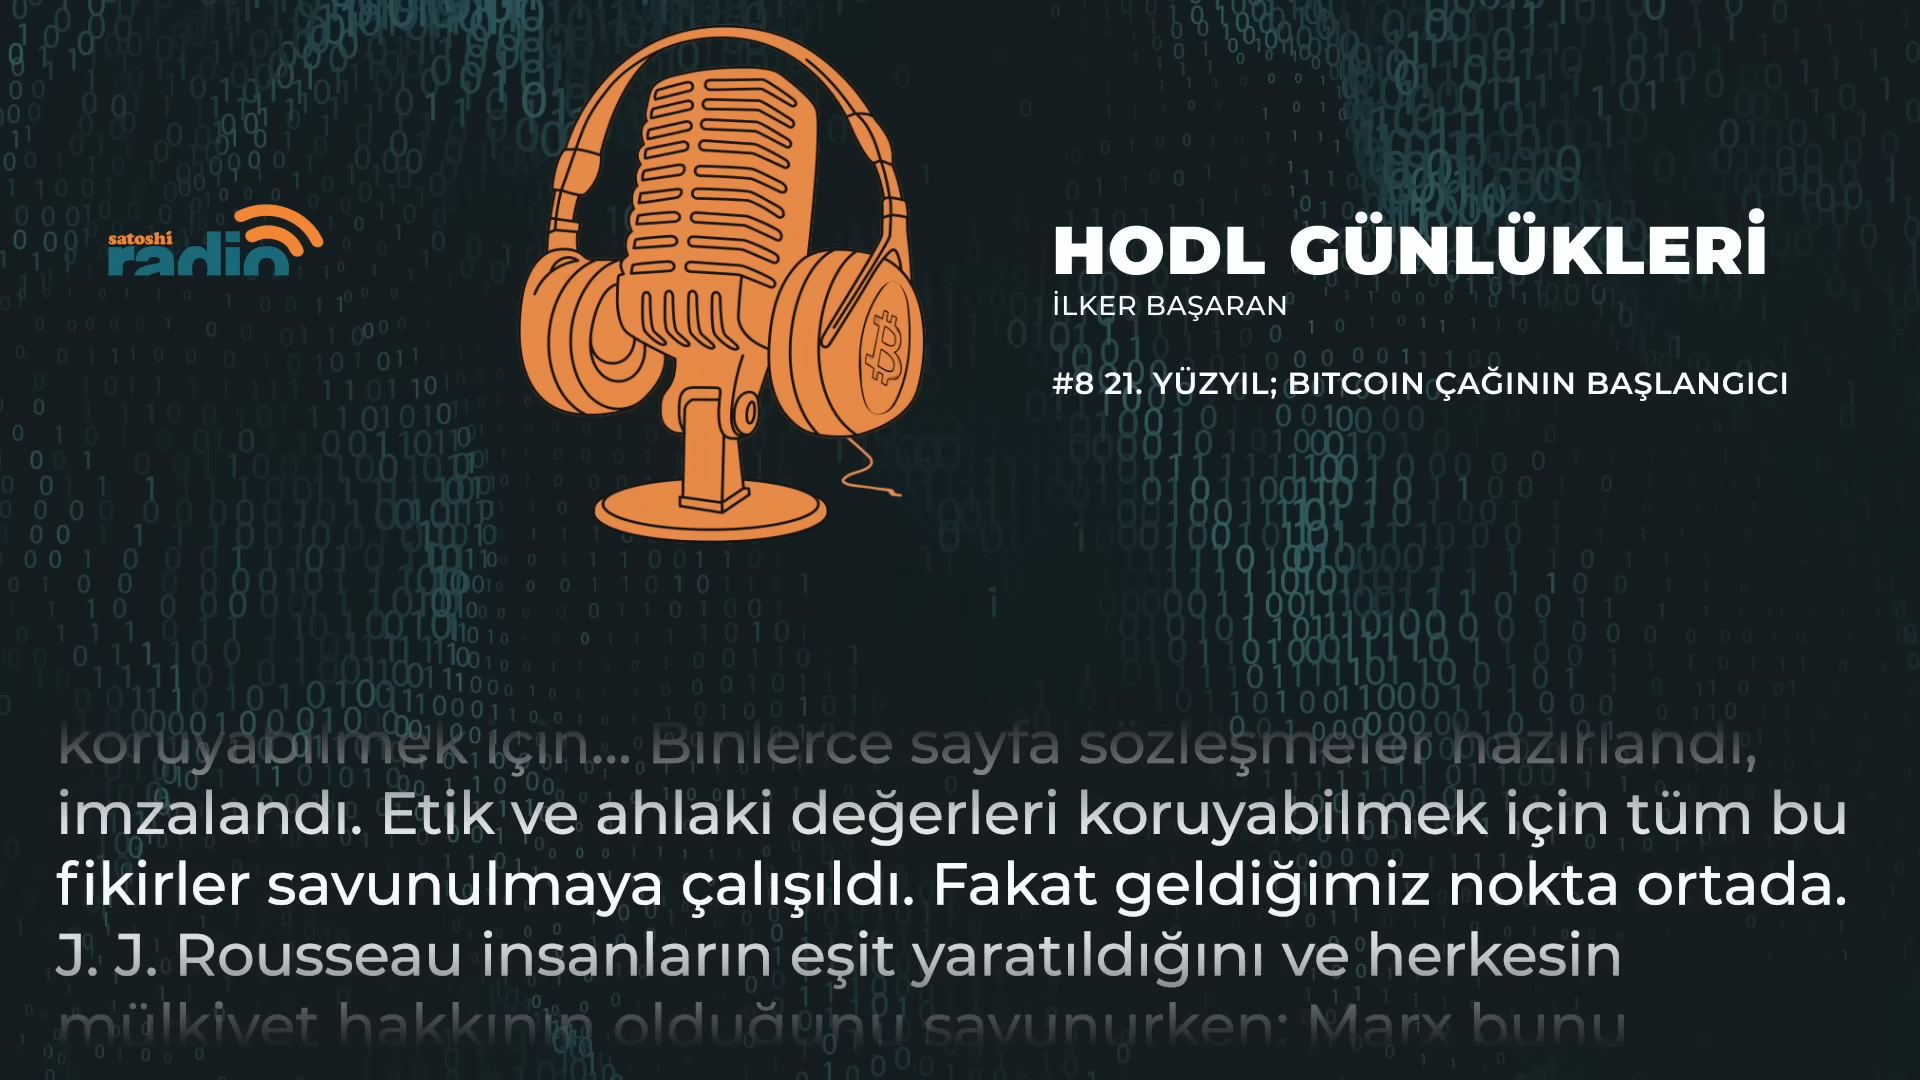 satoshi
radio
HODL GÜNLÜKLERİ
İLKER BAŞARAN
#8 21. YÜZYIL; BITCOIN ÇAĞININ BAŞLANGICI
koruyabilmek için... Binlerce sayfa sözleşmeler hazırlandı,
imzalandı. Etik ve ahlaki değerleri koruyabilmek için tüm bu
fikirler savunulmaya çalışıldı. Fakat geldiğimiz nokta ortada.
J. J. Rousseau insanların eşit yaratıldığını ve herkesin
mülkiyet hakkının olduğunu savunurken; Marx bunu